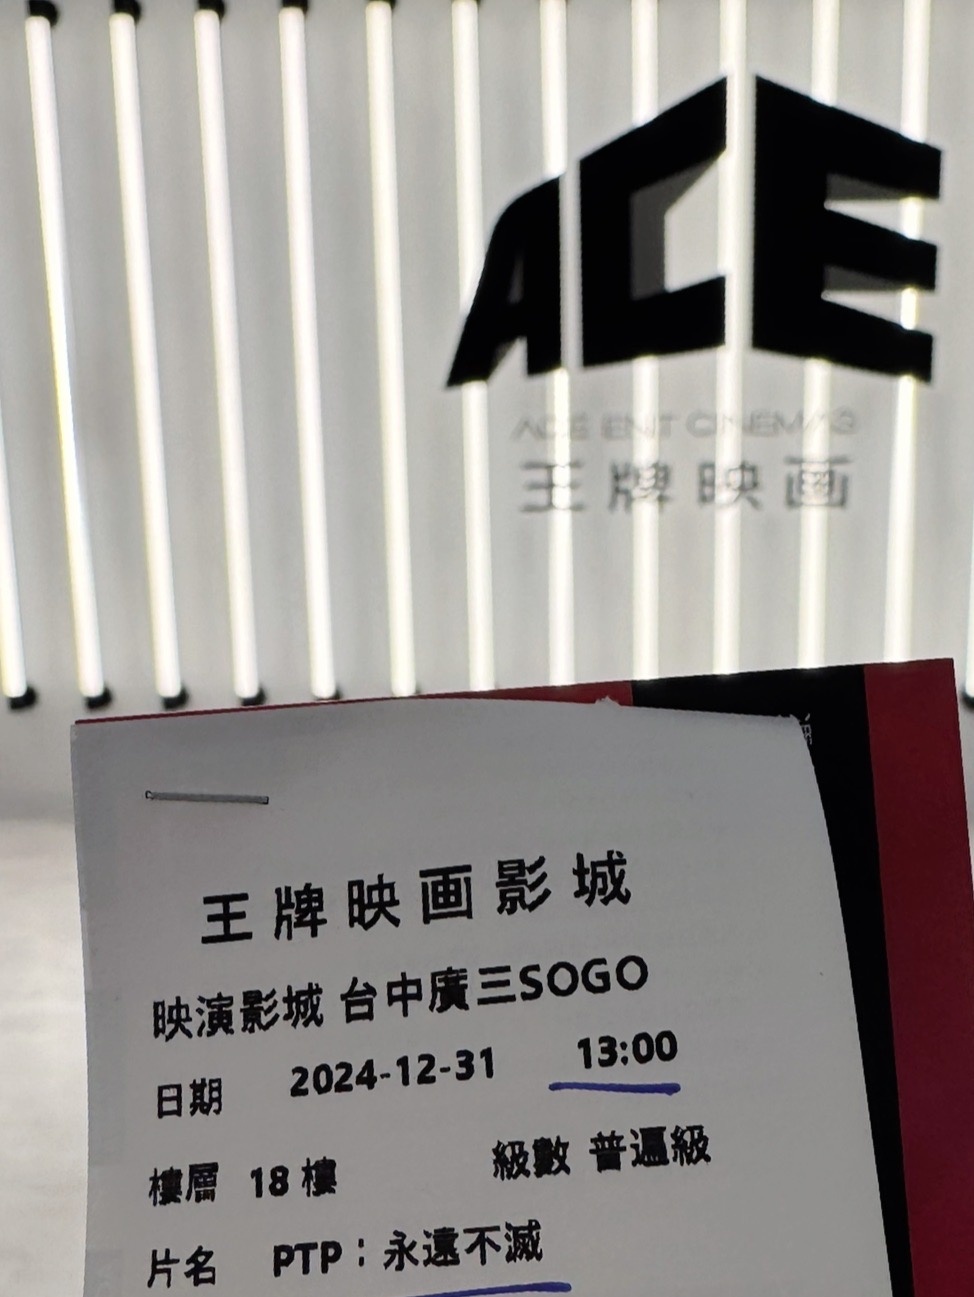 ACE
ACE ENT CINEMAS
王牌映画
王牌映画影城
映演影城 台中廣三SOGO
日期 2024-12-31 13:00
樓層 18樓 級數 普遍級
片名 PTP：永遠不滅